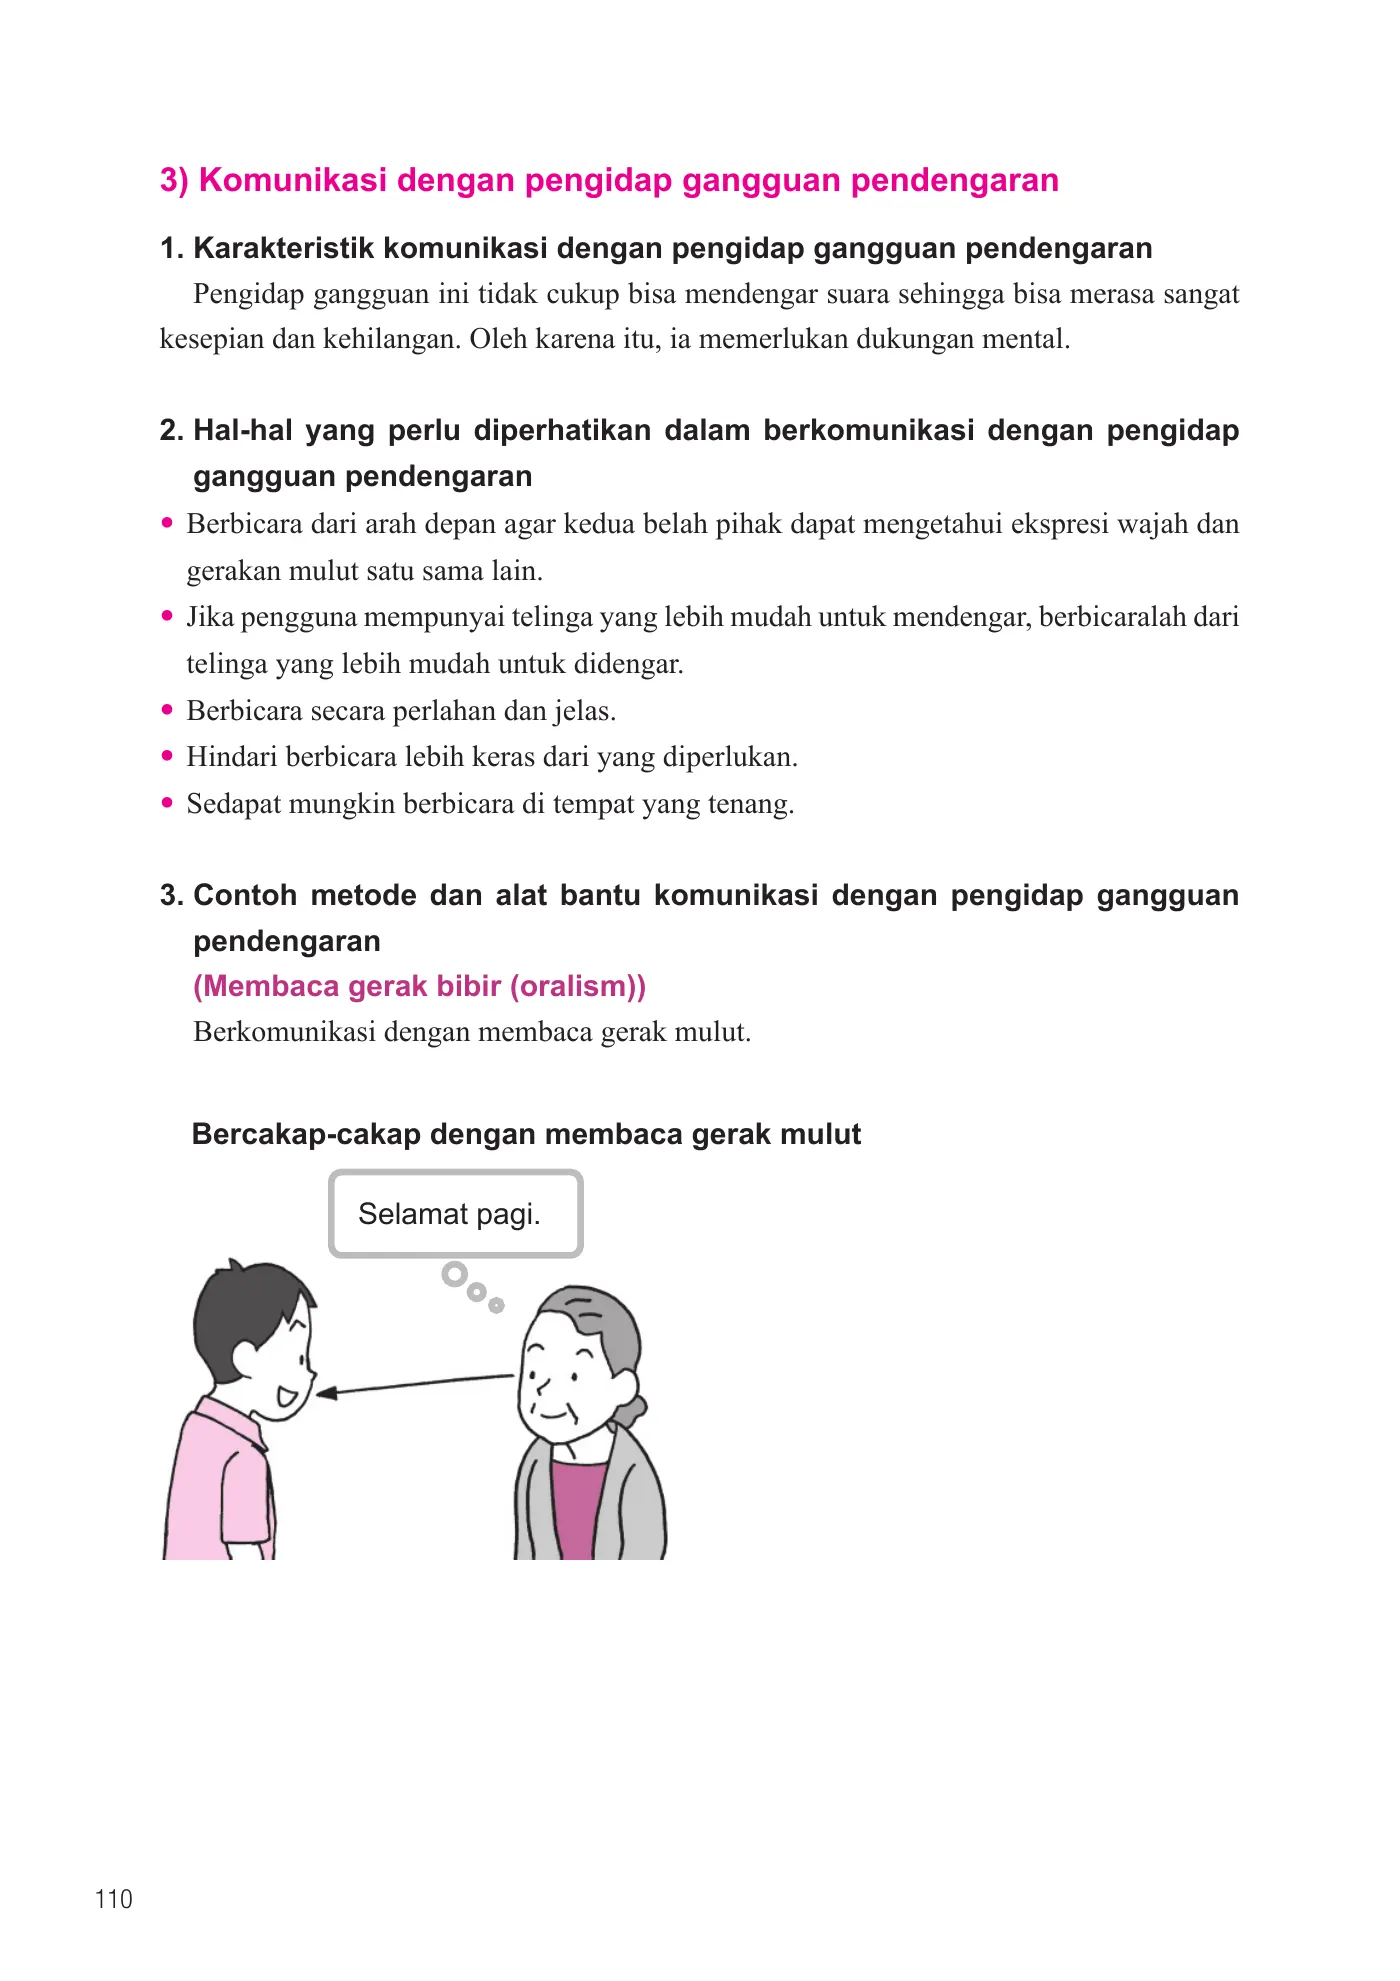 3) Komunikasi dengan pengidap gangguan pendengaran
1. Karakteristik komunikasi dengan pengidap gangguan pendengaran
Pengidap gangguan ini tidak cukup bisa mendengar suara sehingga bisa merasa sangat
kesepian dan kehilangan. Oleh karena itu, ia memerlukan dukungan mental.
2. Hal-hal yang perlu diperhatikan dalam berkomunikasi dengan pengidap
gangguan pendengaran
• Berbicara dari arah depan agar kedua belah pihak dapat mengetahui ekspresi wajah dan
gerakan mulut satu sama lain.
• Jika pengguna mempunyai telinga yang lebih mudah untuk mendengar, berbicaralah dari
telinga yang lebih mudah untuk didengar.
• Berbicara secara perlahan dan jelas.
• Hindari berbicara lebih keras dari yang diperlukan.
• Sedapat mungkin berbicara di tempat yang tenang.
3. Contoh metode dan alat bantu komunikasi dengan pengidap gangguan
pendengaran
(Membaca gerak bibir (oralism))
Berkomunikasi dengan membaca gerak mulut.
Bercakap-cakap dengan membaca gerak mulut
Selamat pagi.
110